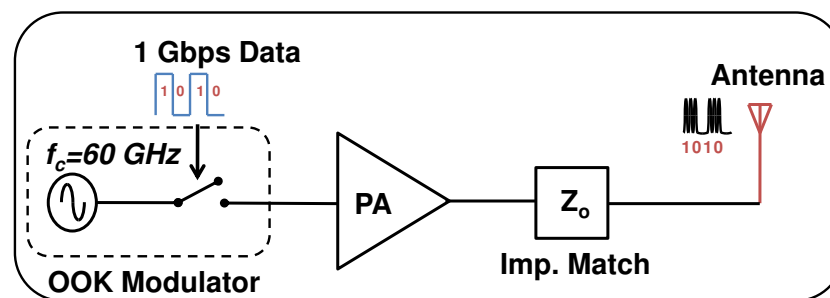 1 Gbps Data
1 0 1 0
Antenna
1010
f_c=60 GHz
PA
Z_o
Imp. Match
OOK Modulator